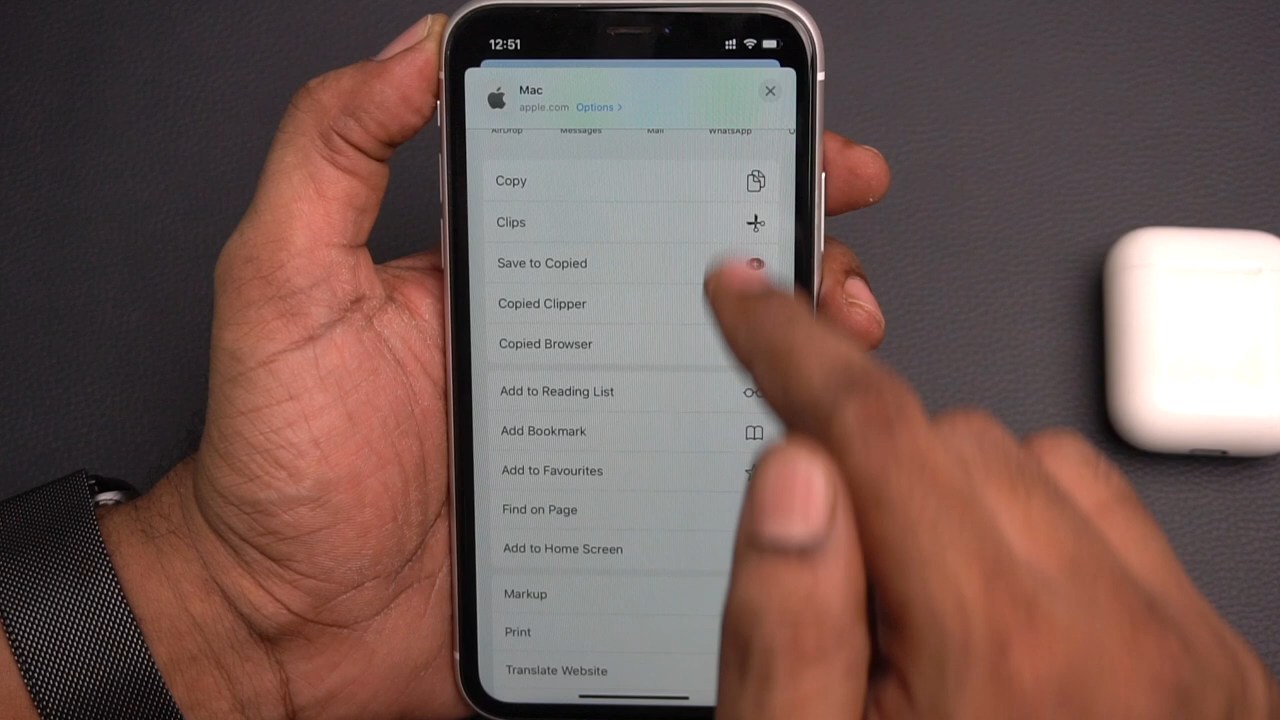 12:51
Mac
apple.com Options >
AirDrop Messages Mail WhatsApp
Copy
Clips
Save to Copied
Copied Clipper
Copied Browser
Add to Reading List
Add Bookmark
Add to Favourites
Find on Page
Add to Home Screen
Markup
Print
Translate Website